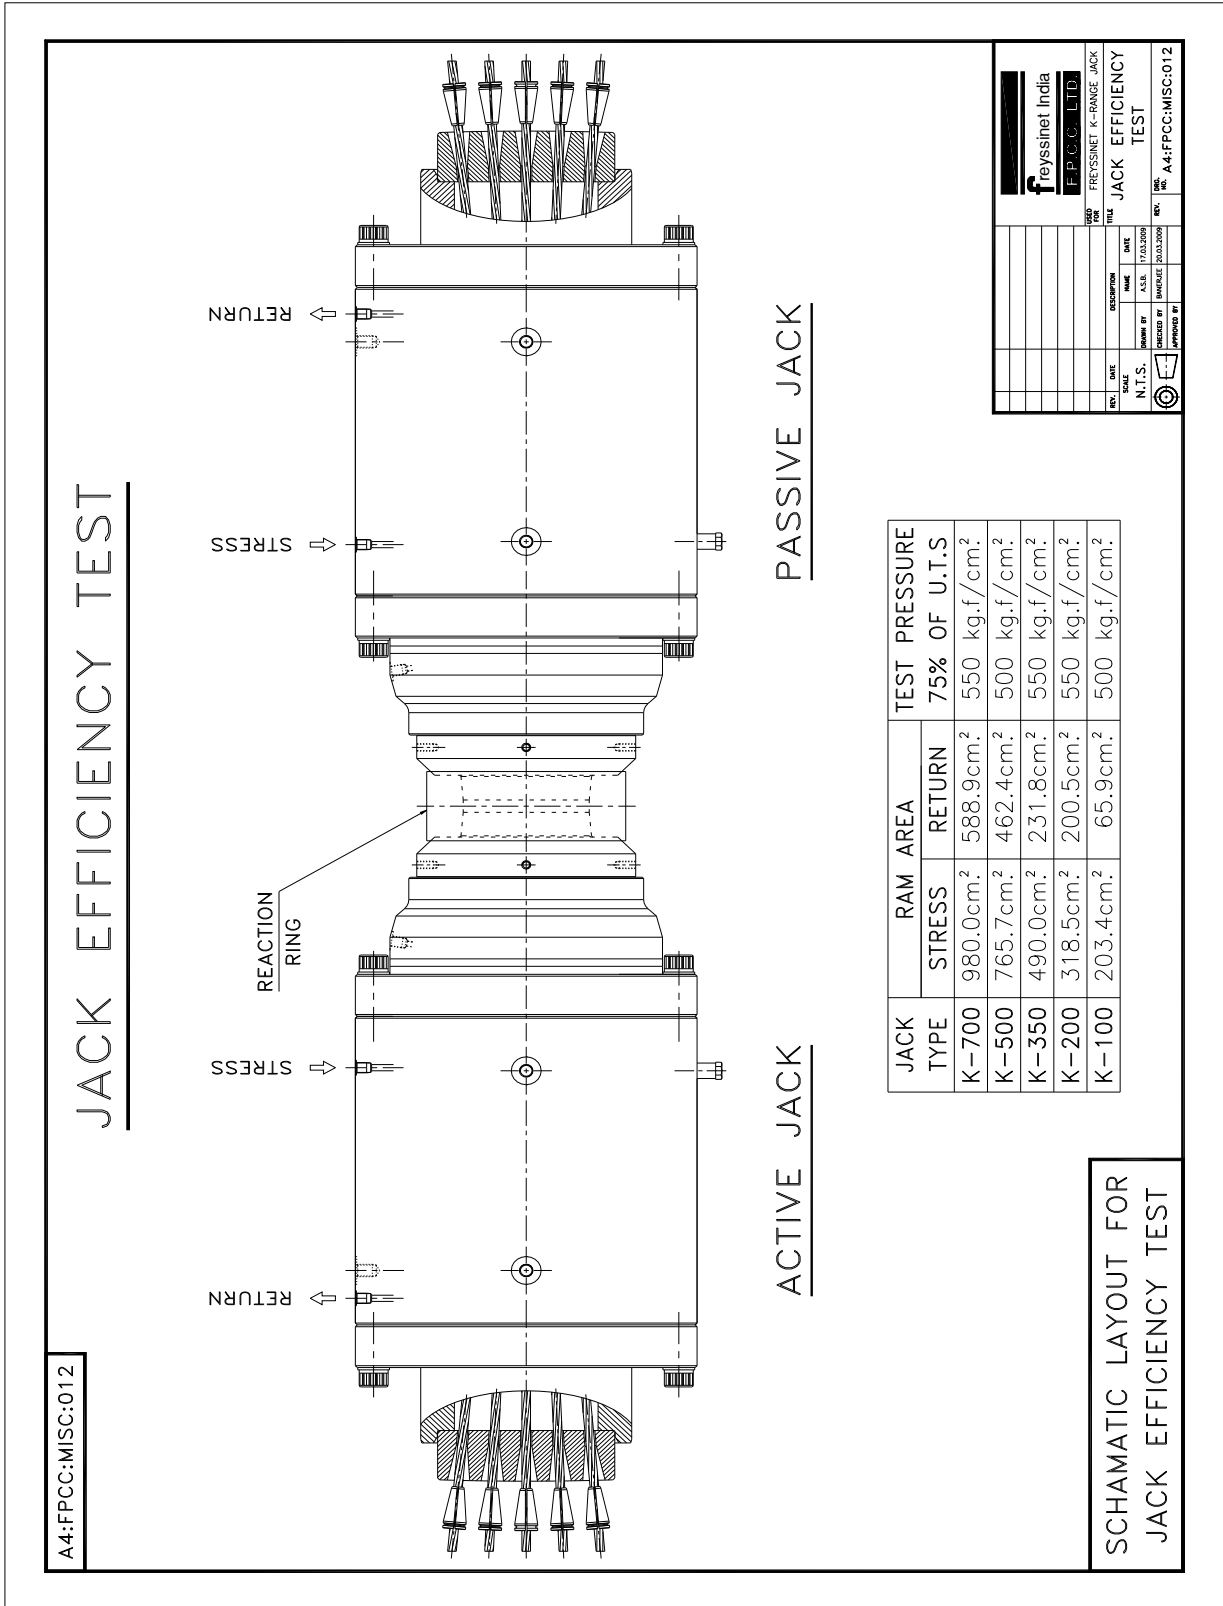 A4:FPCC:MISC:012
JACK EFFICIENCY TEST
RETURN
STRESS
STRESS
RETURN
REACTION
RING
ACTIVE JACK
PASSIVE JACK
JACK TYPE	RAM AREA	TEST PRESSURE
STRESS	RETURN	75% OF U.T.S
K-700	980.0cm.²	588.9cm.²	550 kg.f/cm.²
K-500	765.7cm.²	462.4cm.²	500 kg.f/cm.²
K-350	490.0cm.²	231.8cm.²	550 kg.f/cm.²
K-200	318.5cm.²	200.5cm.²	550 kg.f/cm.²
K-100	203.4cm.²	65.9cm.²	500 kg.f/cm.²
SCHAMATIC LAYOUT FOR
JACK EFFICIENCY TEST
freyssinet India
F.P.C.C. LTD.
USED FOR	FREYSSINET K-RANGE JACK
REV.	DATE	DESCRIPTION
TITLE	JACK EFFICIENCY
TEST
SCALE	NAME	DATE
N.T.S.	DRAWN BY	A.S.B.	17.03.2009
CHECKED BY	BANERJEE	20.03.2009
APPROVED BY
REV.	DRG. NO.	A4:FPCC:MISC:012